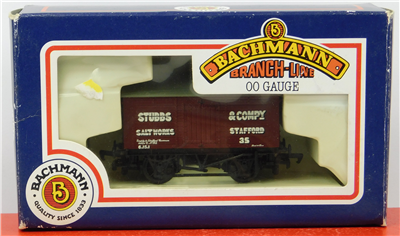 B
BACHMANN
BRANCH-LINE
00 GAUGE
STUBBS & COMPY
SALT WORKS STAFFORD
35
BACHMANN
B
QUALITY SINCE 1833